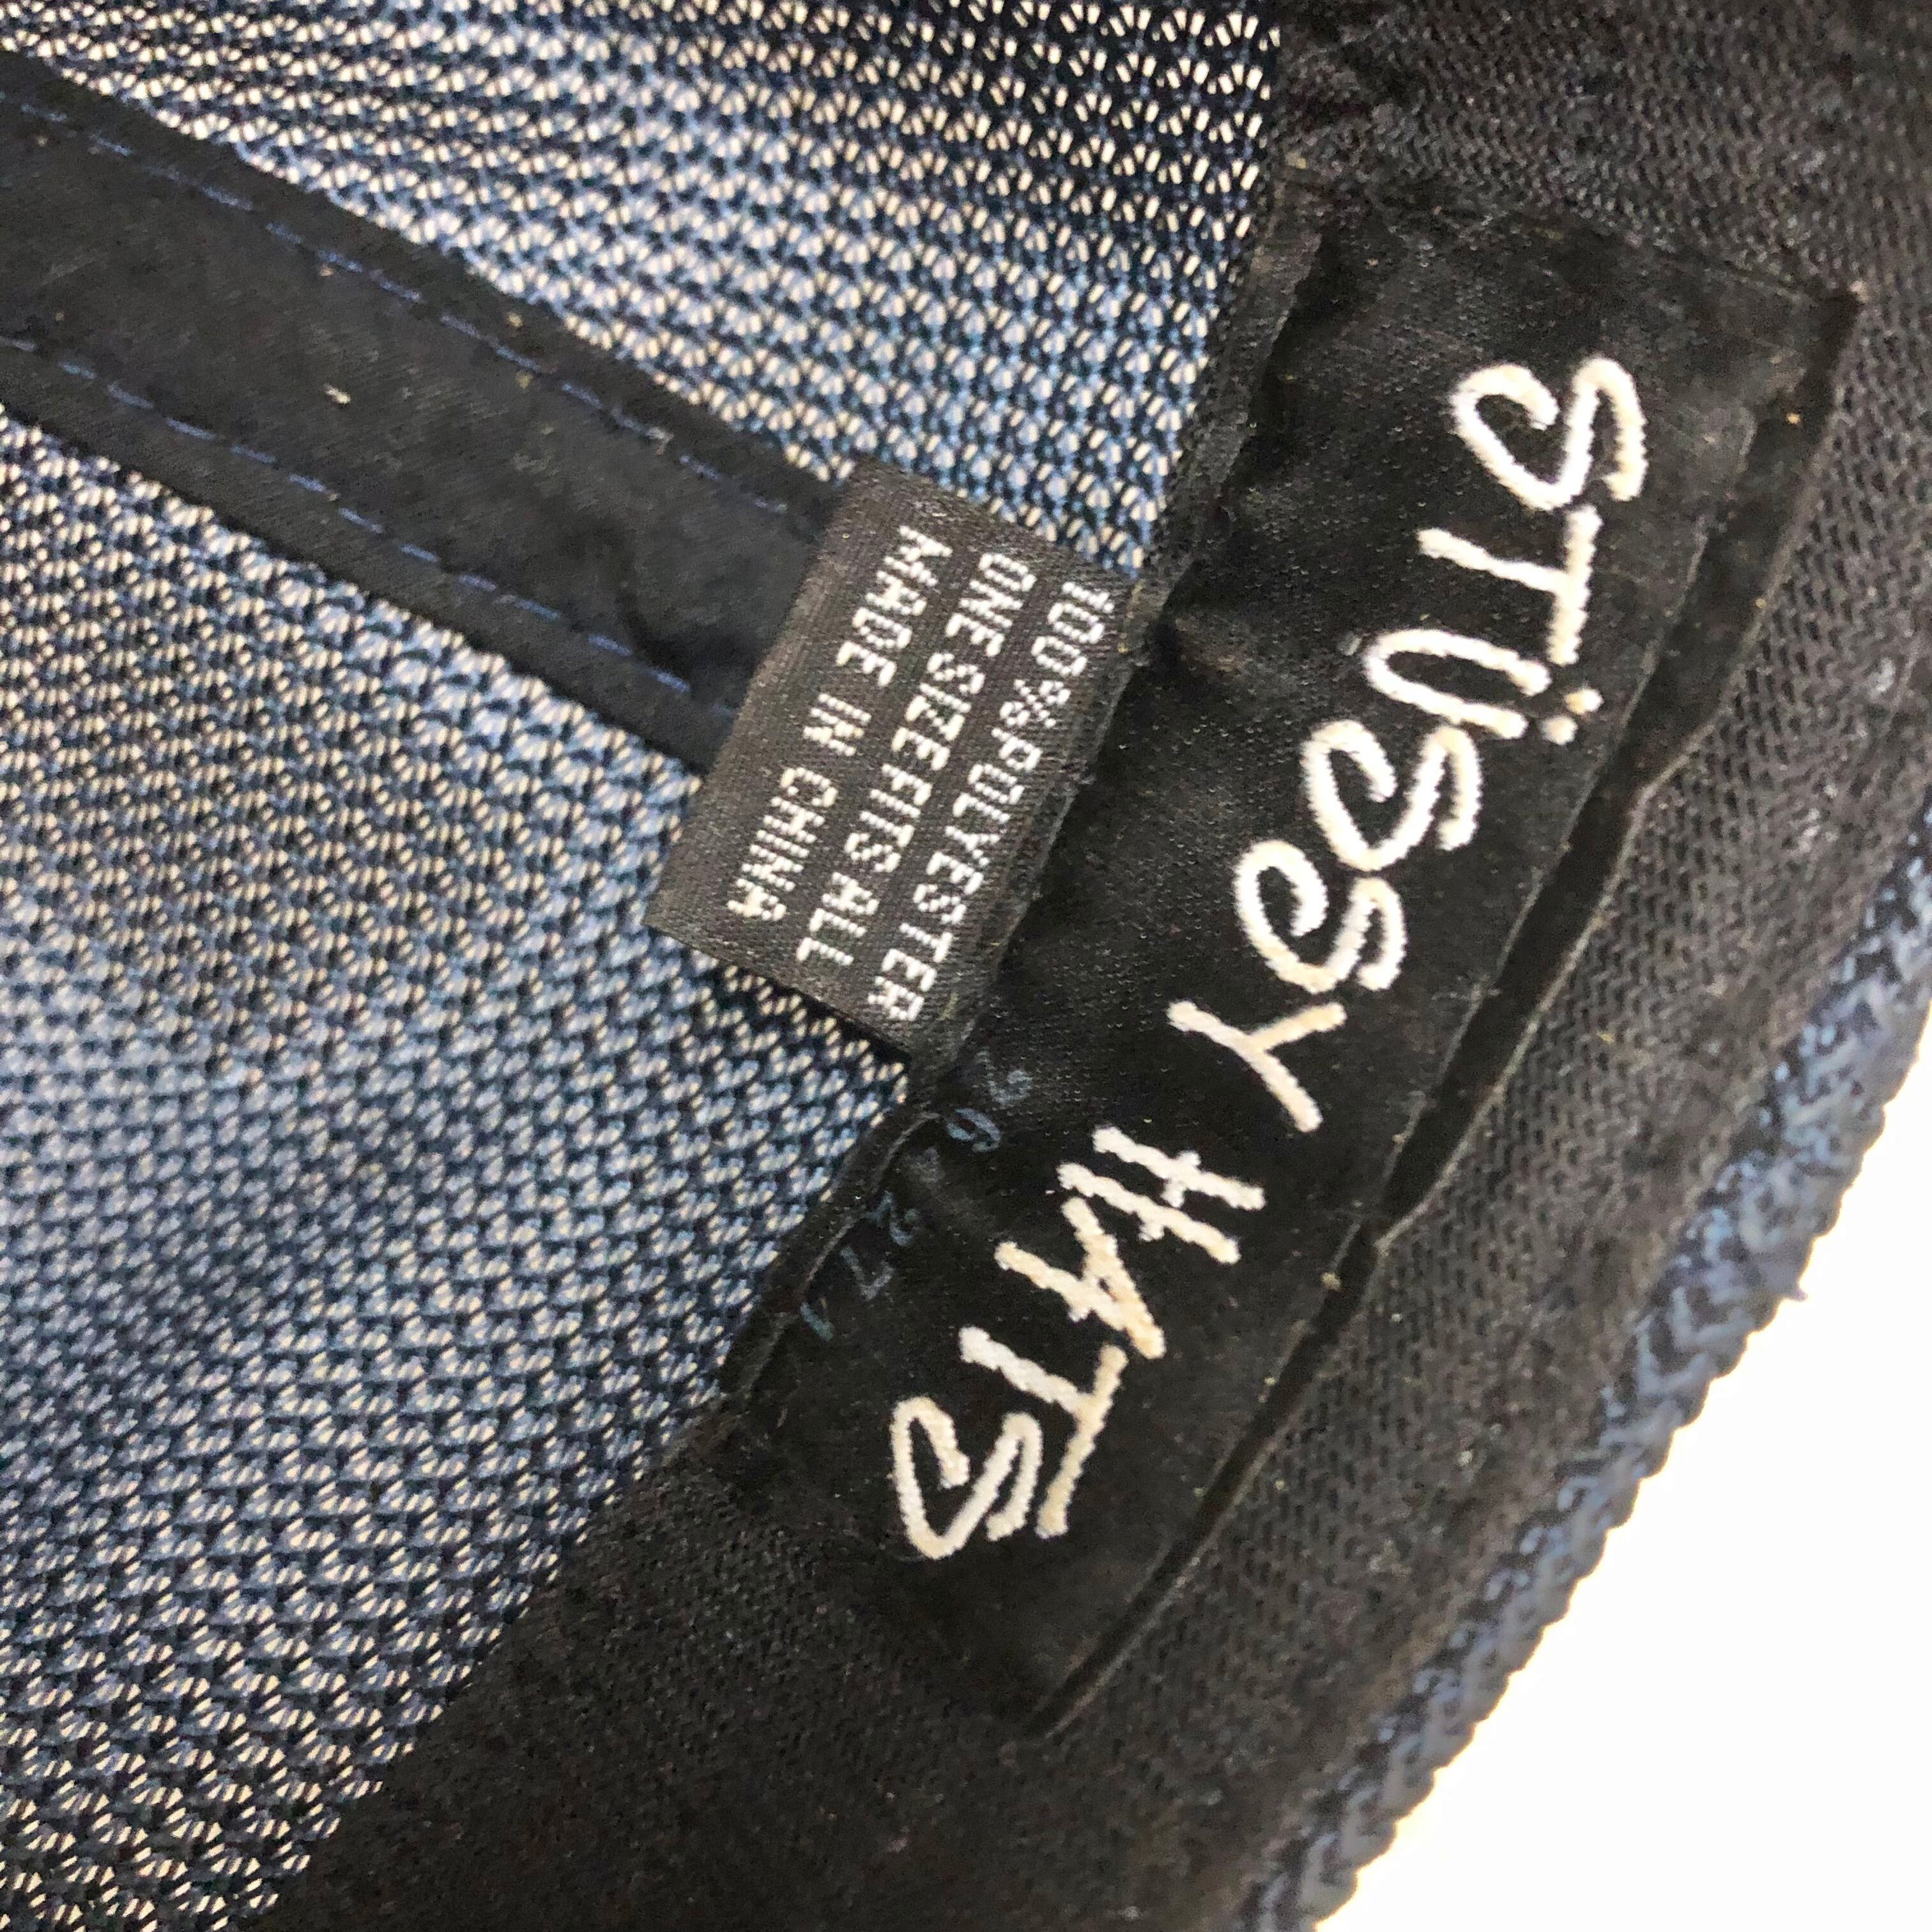 STÜSSY HATS
100% POLYESTER
ONE SIZE FITS ALL
MADE IN CHINA